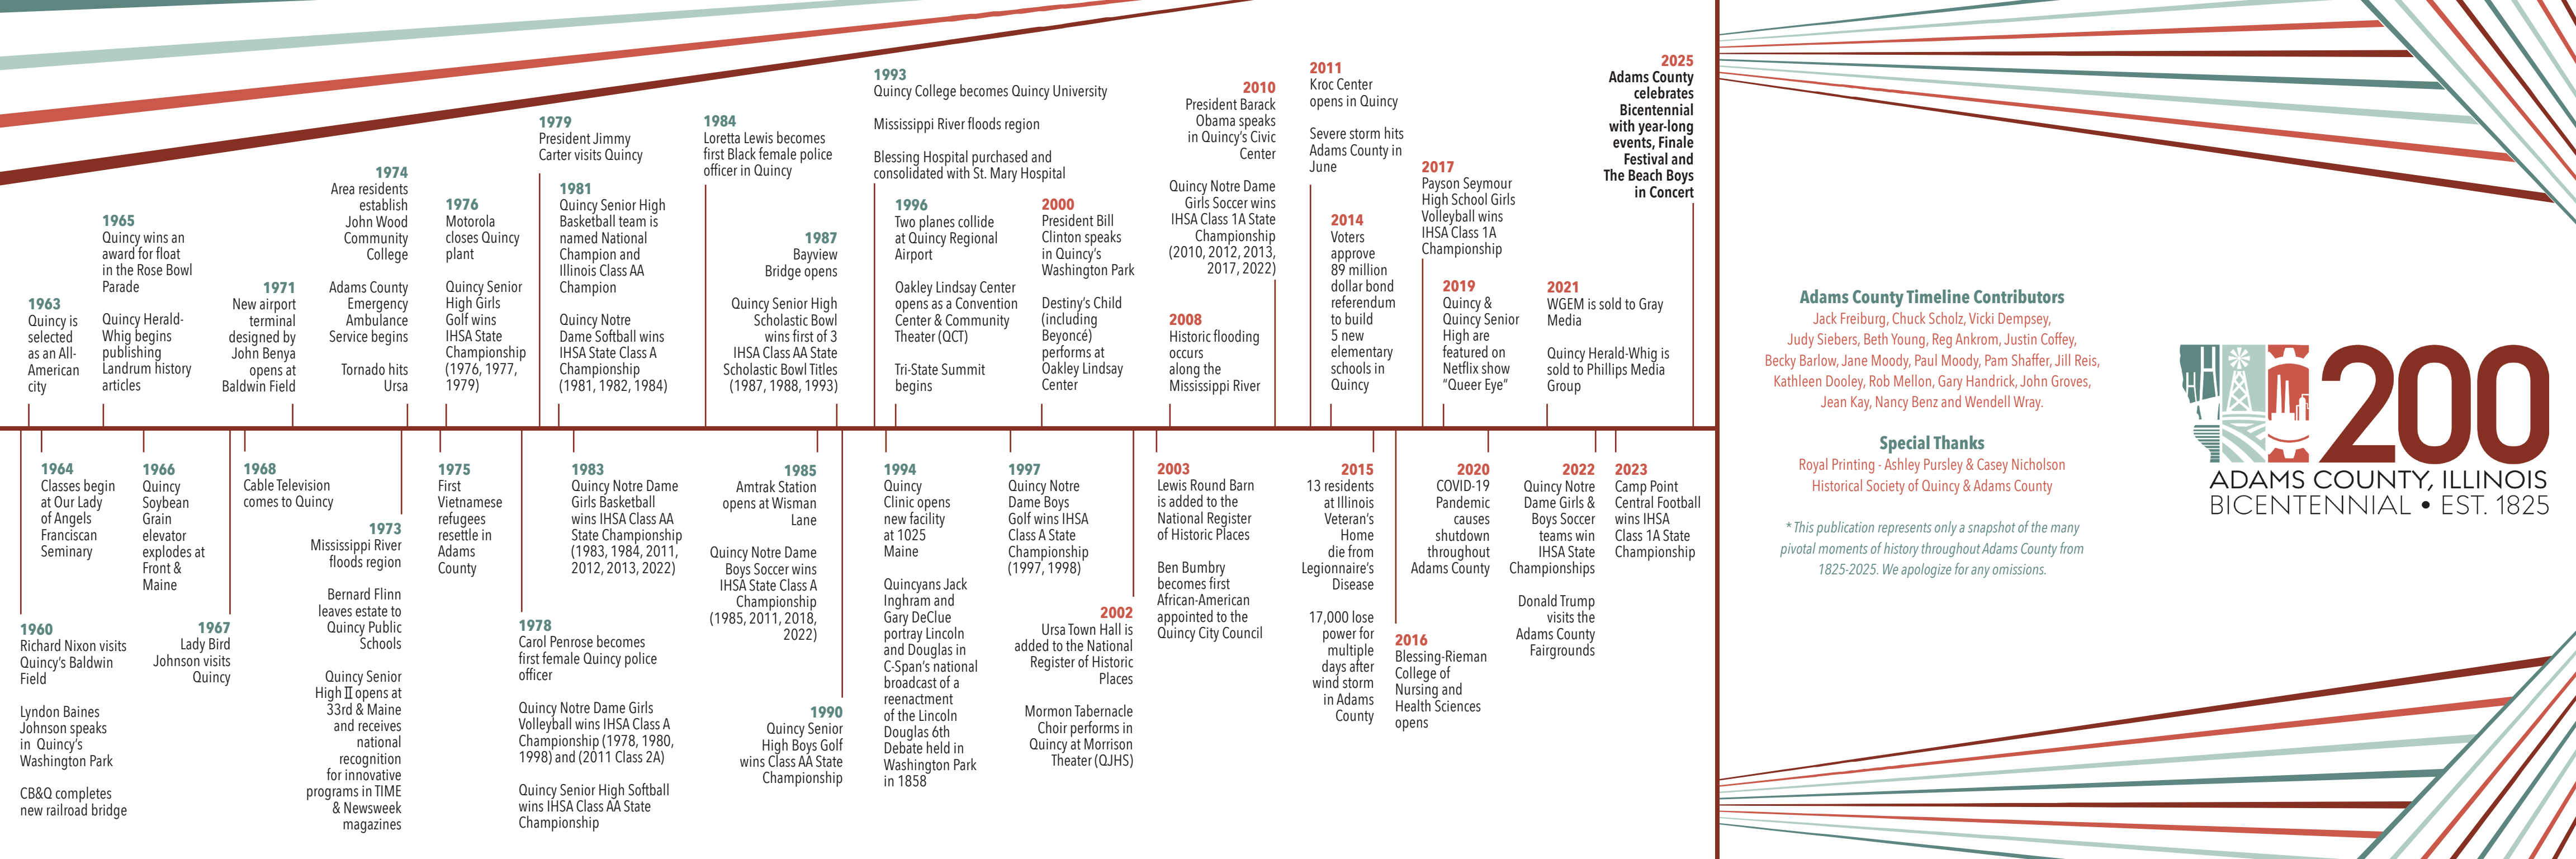 1963
Quincy is
selected
as an All-
American
city
1965
Quincy wins an
award for float
in the Rose Bowl
Parade
Quincy Herald-
Whig begins
publishing
Landrum history
articles
1971
New airport
terminal
designed by
John Benya
opens at
Baldwin Field
1974
Area residents
establish
John Wood
Community
College
Adams County
Emergency
Ambulance
Service begins
Tornado hits
Ursa
1976
Motorola
closes Quincy
plant
Quincy Senior
High Girls
Golf wins
IHSA State
Championship
(1976, 1977,
1979)
1979
President Jimmy
Carter visits Quincy
1981
Quincy Senior High
Basketball team is
named National
Champion and
Illinois Class AA
Champion
Quincy Notre
Dame Softball wins
IHSA State Class A
Championship
(1981, 1982, 1984)
1984
Loretta Lewis becomes
first Black female police
officer in Quincy
1987
Bayview
Bridge opens
Quincy Senior High
Scholastic Bowl
wins first of 3
IHSA Class AA State
Scholastic Bowl Titles
(1987, 1988, 1993)
1993
Quincy College becomes Quincy University
Mississippi River floods region
Blessing Hospital purchased and
consolidated with St. Mary Hospital
1996
Two planes collide
at Quincy Regional
Airport
Oakley Lindsay Center
opens as a Convention
Center & Community
Theater (QCT)
Tri-State Summit
begins
2000
President Bill
Clinton speaks
in Quincy's
Washington Park
Destiny's Child
(including
Beyoncé)
performs at
Oakley Lindsay
Center
2010
President Barack
Obama speaks
in Quincy's Civic
Center
Quincy Notre Dame
Girls Soccer wins
IHSA Class 1A State
Championship
(2010, 2012, 2013,
2017, 2022)
2008
Historic flooding
occurs
along the
Mississippi River
2011
Kroc Center
opens in Quincy
Severe storm hits
Adams County in
June
2014
Voters
approve
89 million
dollar bond
referendum
to build
5 new
elementary
schools in
Quincy
2017
Payson Seymour
High School Girls
Volleyball wins
IHSA Class 1A
Championship
2019
Quincy &
Quincy Senior
High are
featured on
Netflix show
"Queer Eye"
2021
WGEM is sold to Gray
Media
Quincy Herald-Whig is
sold to Phillips Media
Group
2025
Adams County
celebrates
Bicentennial
with year-long
events, Finale
Festival and
The Beach Boys
in Concert
1960
Richard Nixon visits
Quincy's Baldwin
Field
Lyndon Baines
Johnson speaks
in Quincy's
Washington Park
CB&Q completes
new railroad bridge
1964
Classes begin
at Our Lady
of Angels
Franciscan
Seminary
1966
Quincy
Soybean
Grain
elevator
explodes at
Front &
Maine
1967
Lady Bird
Johnson visits
Quincy
1968
Cable Television
comes to Quincy
1973
Mississippi River
floods region
Bernard Flinn
leaves estate to
Quincy Public
Schools
Quincy Senior
High II opens at
33rd & Maine
and receives
national
recognition
for innovative
programs in TIME
& Newsweek
magazines
1975
First
Vietnamese
refugees
resettle in
Adams
County
1978
Carol Penrose becomes
first female Quincy police
officer
Quincy Notre Dame Girls
Volleyball wins IHSA Class A
Championship (1978, 1980,
1998) and (2011 Class 2A)
Quincy Senior High Softball
wins IHSA Class AA State
Championship
1983
Quincy Notre Dame
Girls Basketball
wins IHSA Class AA
State Championship
(1983, 1984, 2011,
2012, 2013, 2022)
1985
Amtrak Station
opens at Wisman
Lane
Quincy Notre Dame
Boys Soccer wins
IHSA State Class A
Championship
(1985, 2011, 2018,
2022)
1990
Quincy Senior
High Boys Golf
wins Class AA State
Championship
1994
Quincy
Clinic opens
new facility
at 1025
Maine
Quincyans Jack
Inghram and
Gary DeClue
portray Lincoln
and Douglas in
C-Span's national
broadcast of a
reenactment
of the Lincoln
Douglas 6th
Debate held in
Washington Park
in 1858
1997
Quincy Notre
Dame Boys
Golf wins IHSA
Class A State
Championship
(1997, 1998)
2002
Ursa Town Hall is
added to the National
Register of Historic
Places
Mormon Tabernacle
Choir performs in
Quincy at Morrison
Theater (QJHS)
2003
Lewis Round Barn
is added to the
National Register
of Historic Places
Ben Bumbry
becomes first
African-American
appointed to the
Quincy City Council
2015
13 residents
at Illinois
Veteran's
Home
die from
Legionnaire's
Disease
17,000 lose
power for
multiple
days after
wind storm
in Adams
County
2016
Blessing-Rieman
College of
Nursing and
Health Sciences
opens
2020
COVID-19
Pandemic
causes
shutdown
throughout
Adams County
2022
Quincy Notre
Dame Girls &
Boys Soccer
teams win
IHSA State
Championships
Donald Trump
visits the
Adams County
Fairgrounds
2023
Camp Point
Central Football
wins IHSA
Class 1A State
Championship
Adams County Timeline Contributors
Jack Freiburg, Chuck Scholz, Vicki Dempsey,
Judy Siebers, Beth Young, Reg Ankrom, Justin Coffey,
Becky Barlow, Jane Moody, Paul Moody, Pam Shaffer, Jill Reis,
Kathleen Dooley, Rob Mellon, Gary Handrick, John Groves,
Jean Kay, Nancy Benz and Wendell Wray.
Special Thanks
Royal Printing - Ashley Pursley & Casey Nicholson
Historical Society of Quincy & Adams County
* This publication represents only a snapshot of the many
pivotal moments of history throughout Adams County from
1825-2025. We apologize for any omissions.
200
ADAMS COUNTY, ILLINOIS
BICENTENNIAL • EST. 1825